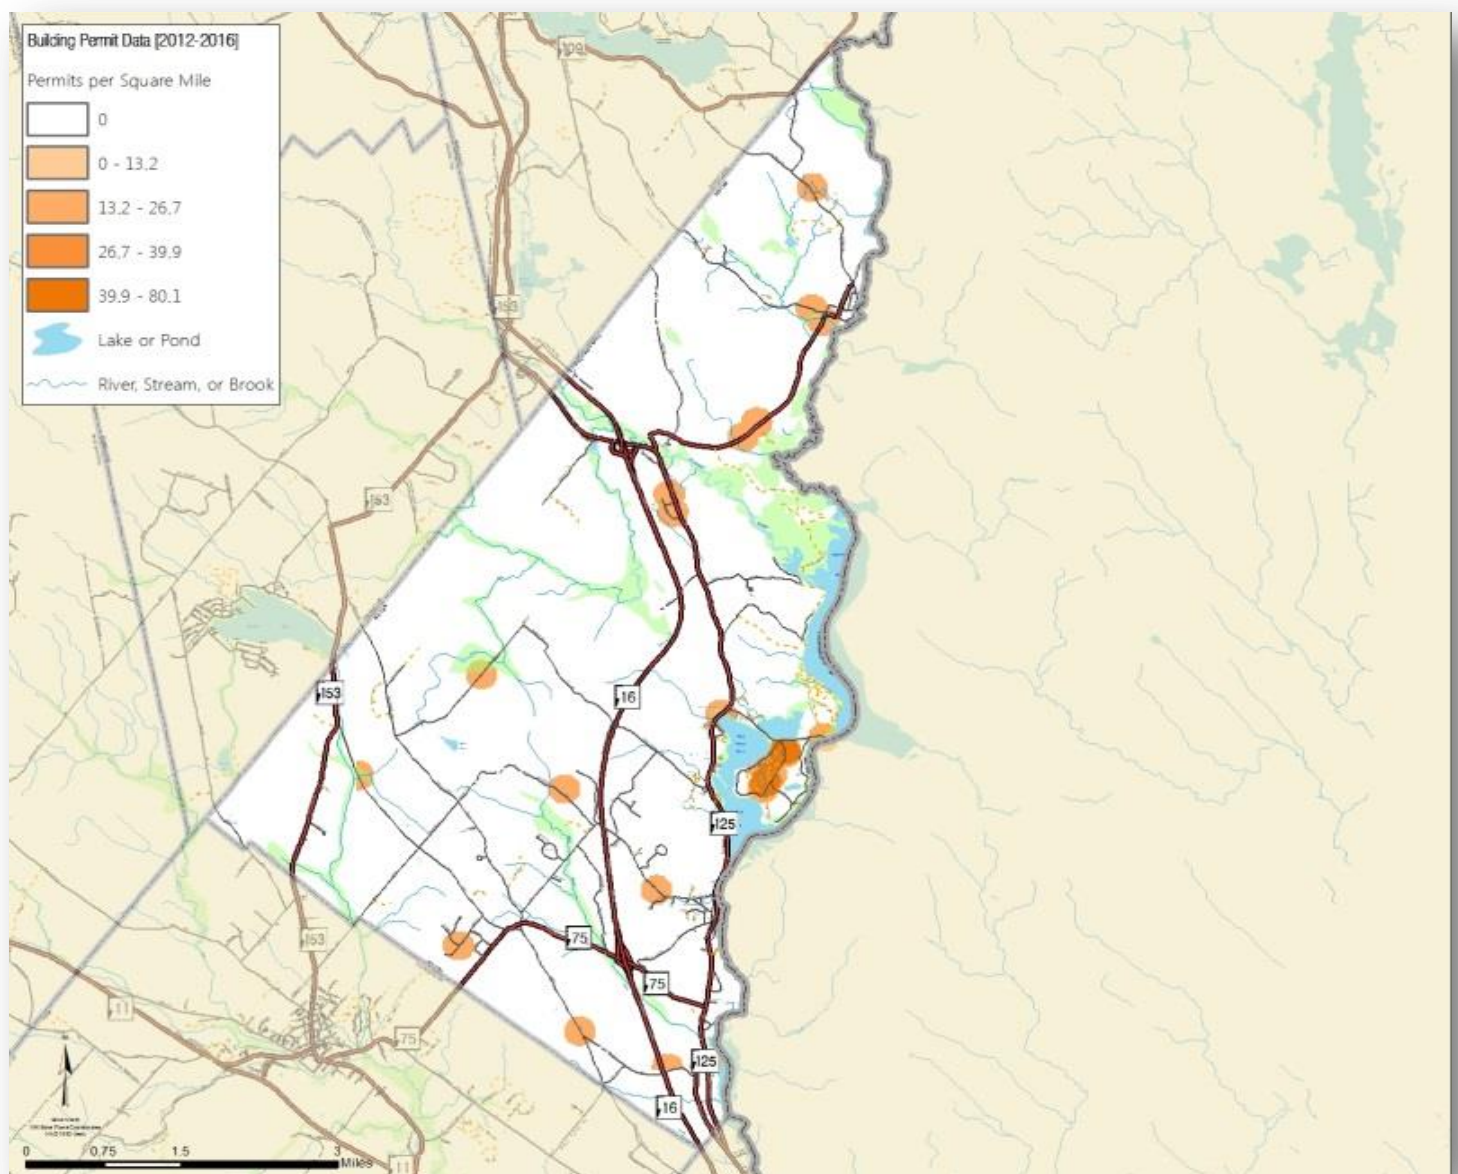 Building Permit Data [2012-2016]
Permits per Square Mile
0
0 - 13.2
13.2 - 26.7
26.7 - 39.9
39.9 - 80.1
Lake or Pond
River, Stream, or Brook
109
153
153
153
16
125
75
153
75
11
75
125
16
11
0 0.75 1.5 3
Miles